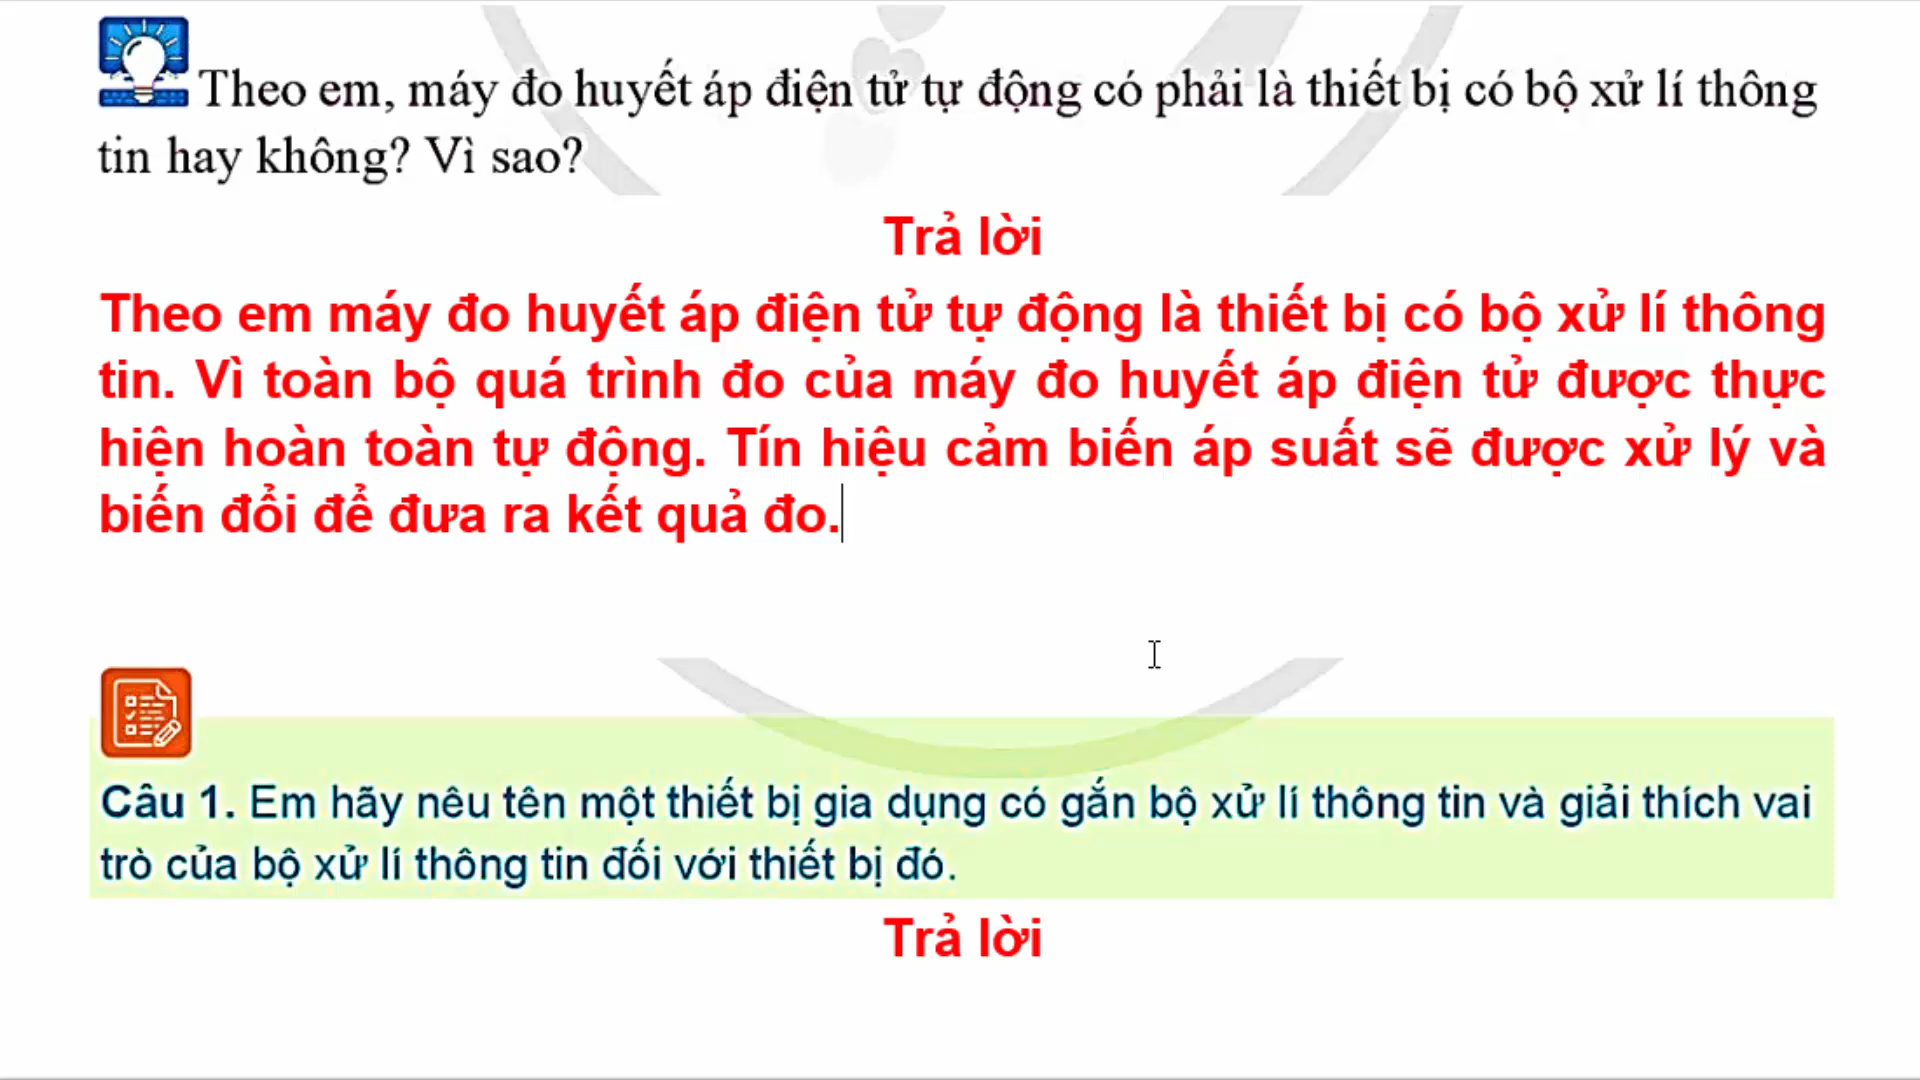 Theo em, máy đo huyết áp điện tử tự động có phải là thiết bị có bộ xử lí thông
tin hay không? Vì sao?
Trả lời
Theo em máy đo huyết áp điện tử tự động là thiết bị có bộ xử lí thông
tin. Vì toàn bộ quá trình đo của máy đo huyết áp điện tử được thực
hiện hoàn toàn tự động. Tín hiệu cảm biến áp suất sẽ được xử lý và
biến đổi để đưa ra kết quả đo.
Câu 1. Em hãy nêu tên một thiết bị gia dụng có gắn bộ xử lí thông tin và giải thích vai
trò của bộ xử lí thông tin đối với thiết bị đó.
Trả lời